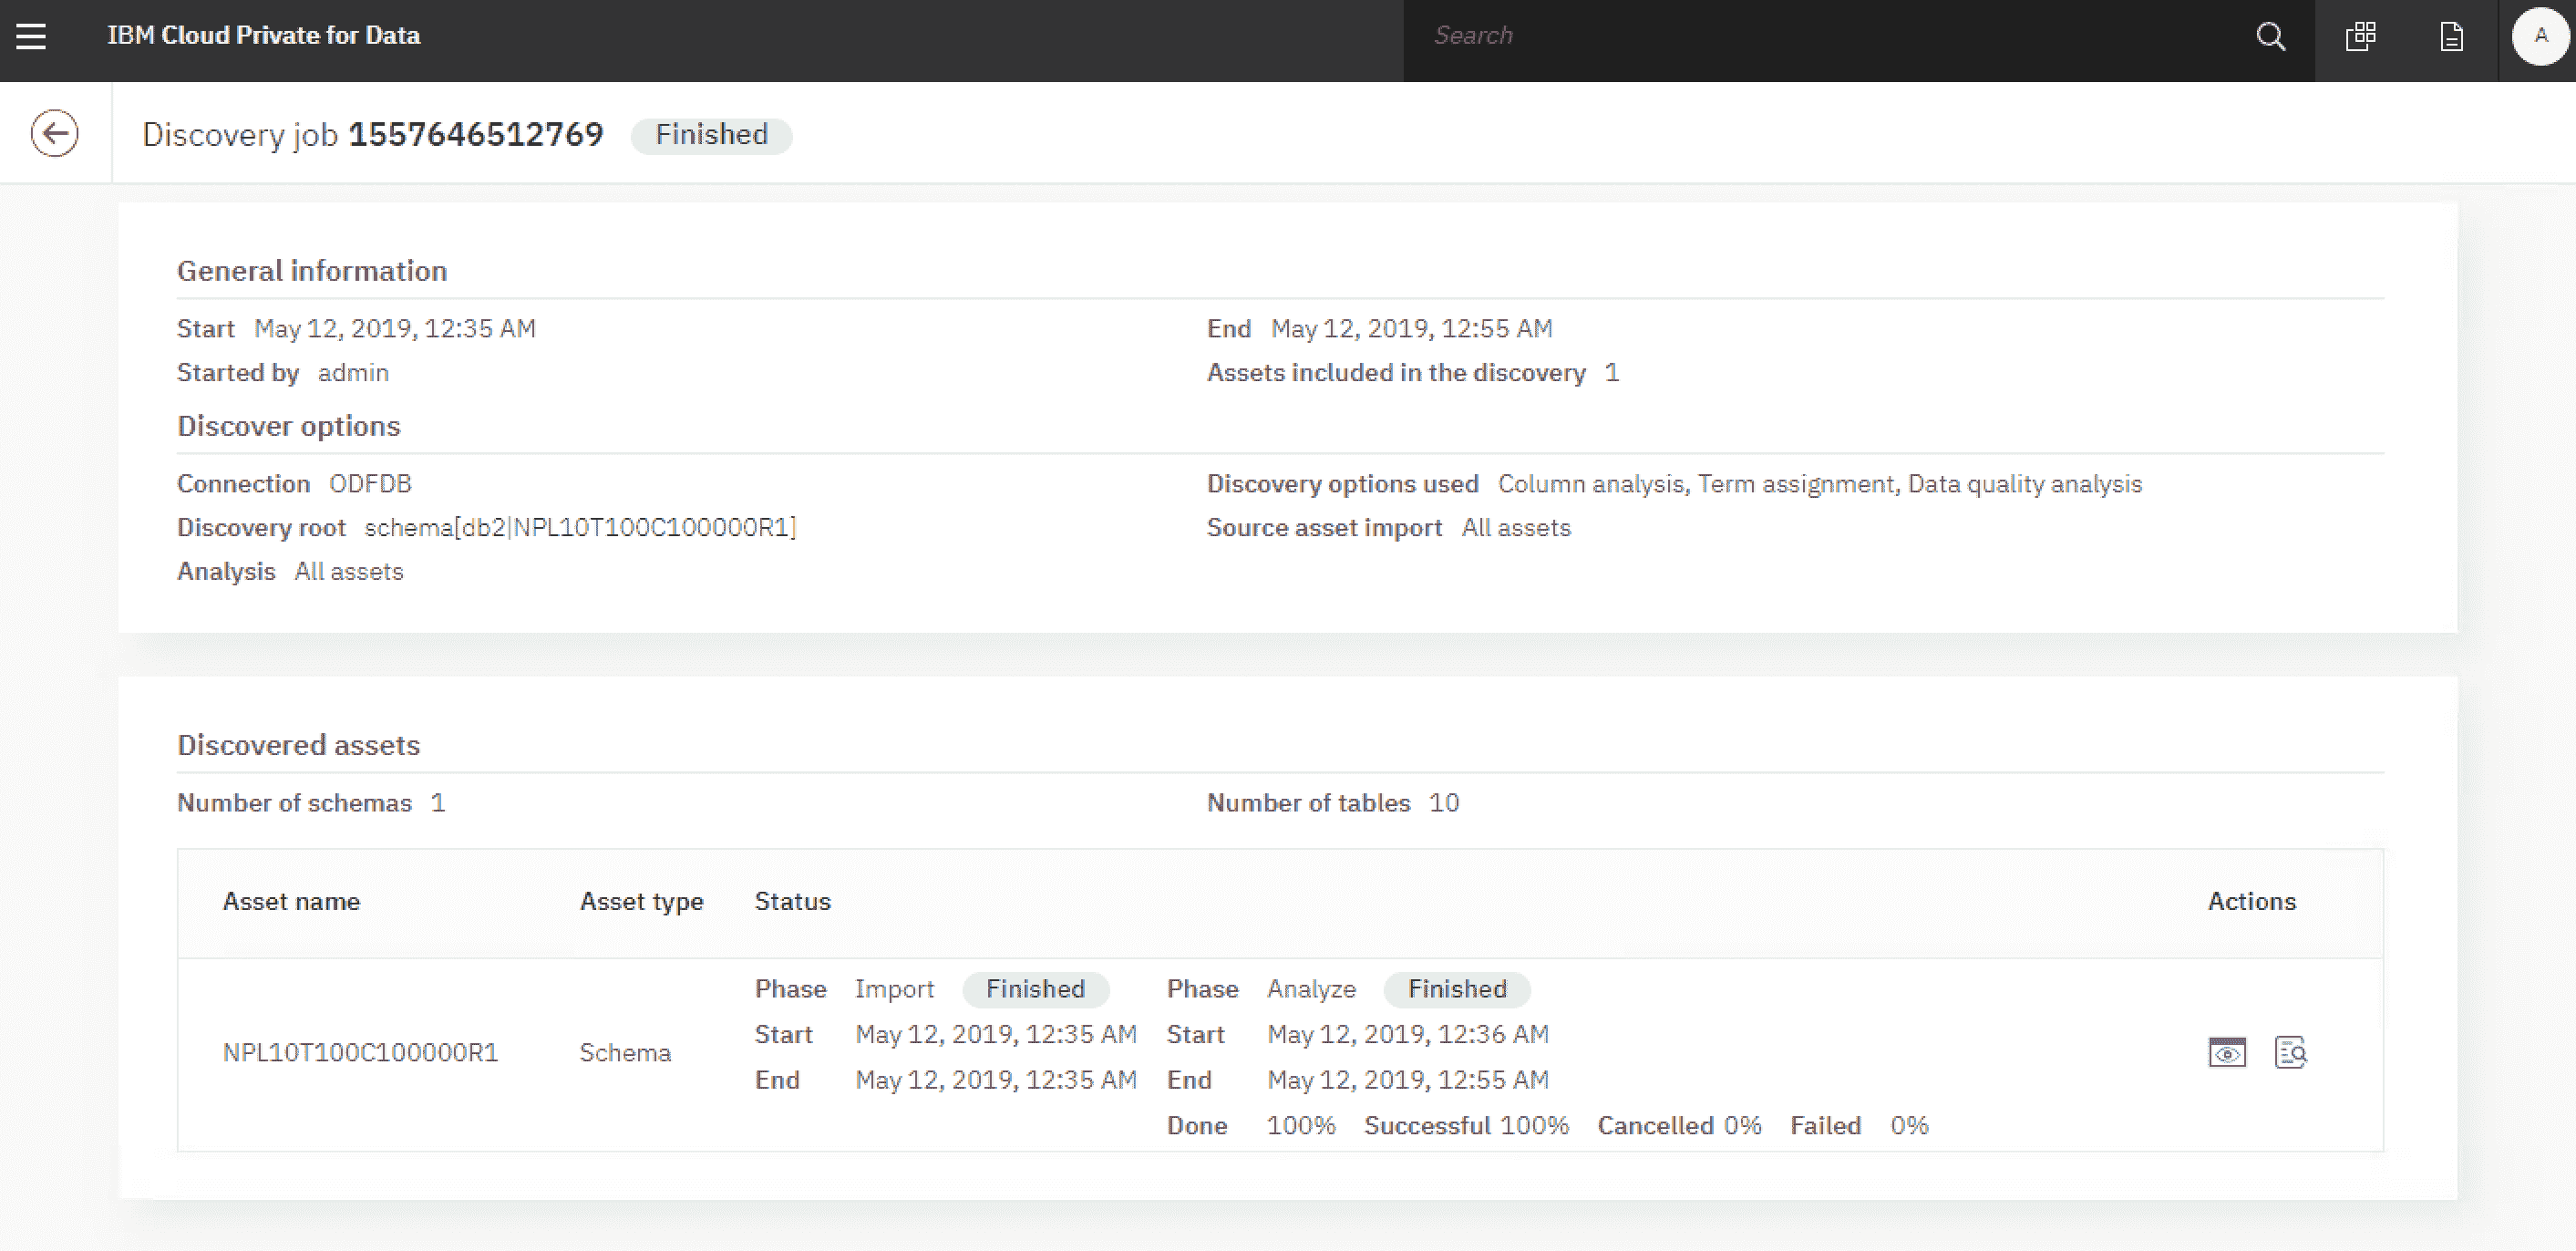 IBM Cloud Private for Data
Search
A
Discovery job 1557646512769 Finished
General information
Start May 12, 2019, 12:35 AM End May 12, 2019, 12:55 AM
Started by admin Assets included in the discovery 1
Discover options
Connection ODFDB Discovery options used Column analysis, Term assignment, Data quality analysis
Discovery root schema[db2|NPL10T100C100000R1] Source asset import All assets
Analysis All assets
Discovered assets
Number of schemas 1 Number of tables 10
Asset name Asset type Status Actions
Phase Import Finished Phase Analyze Finished
Start May 12, 2019, 12:35 AM Start May 12, 2019, 12:36 AM
NPL10T100C100000R1 Schema
End May 12, 2019, 12:35 AM End May 12, 2019, 12:55 AM
Done 100% Successful 100% Cancelled 0% Failed 0%